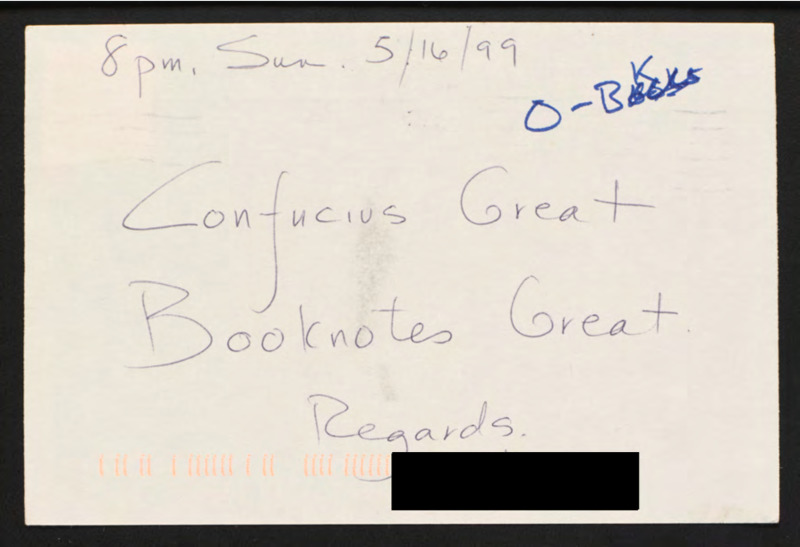 8pm. Sun. 5/16/99
O-BK
Confucius Great
Booknotes Great.
Regards.